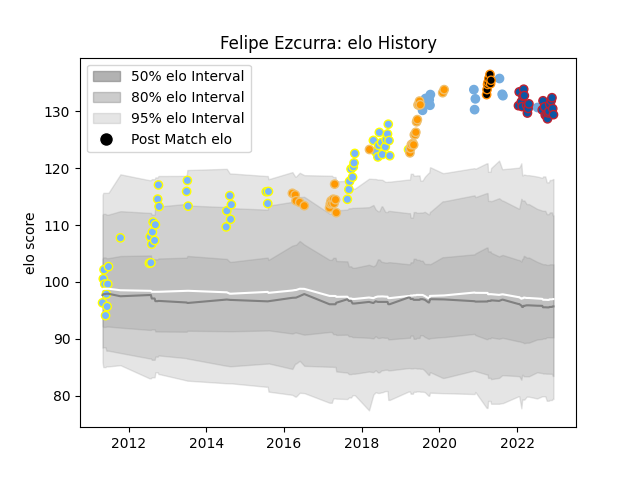 Felipe Ezcurra: elo History
50% elo Interval
80% elo Interval
95% elo Interval
Post Match elo
elo score
130
120
110
100
90
80
2012
2014
2016
2018
2020
2022